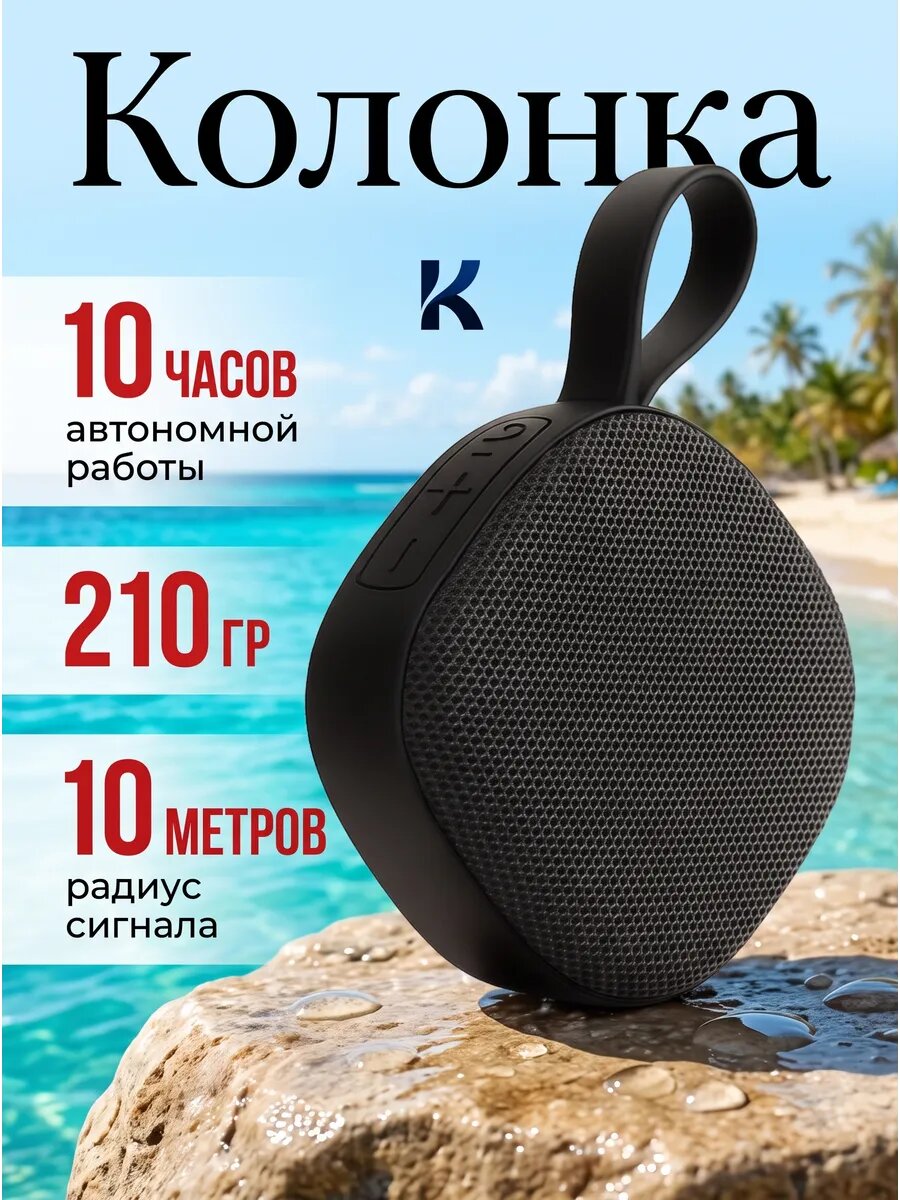 Колонка
К
10 ЧАСОВ
автономной
работы
210 ГР
10 МЕТРОВ
радиус
сигнала